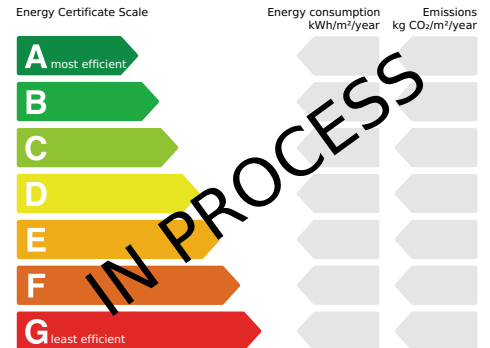 Energy Certificate Scale
Energy consumption
kWh/m²/year
Emissions
kg CO₂/m²/year
A most efficient
B
C
D
E
F
G least efficient
IN PROCESS